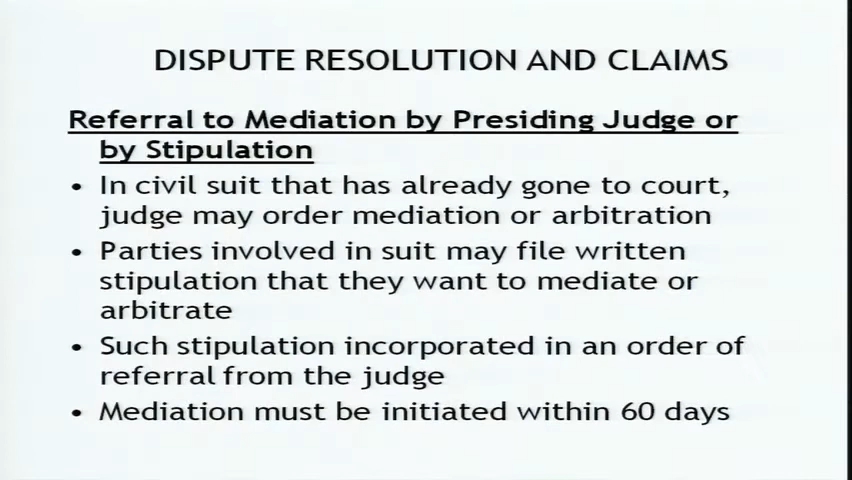 DISPUTE RESOLUTION AND CLAIMS
Referral to Mediation by Presiding Judge or
by Stipulation
• In civil suit that has already gone to court,
judge may order mediation or arbitration
• Parties involved in suit may file written
stipulation that they want to mediate or
arbitrate
• Such stipulation incorporated in an order of
referral from the judge
• Mediation must be initiated within 60 days